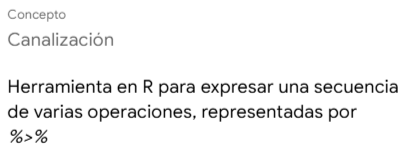 Concepto
Canalización
Herramienta en R para expresar una secuencia
de varias operaciones, representadas por
%>%